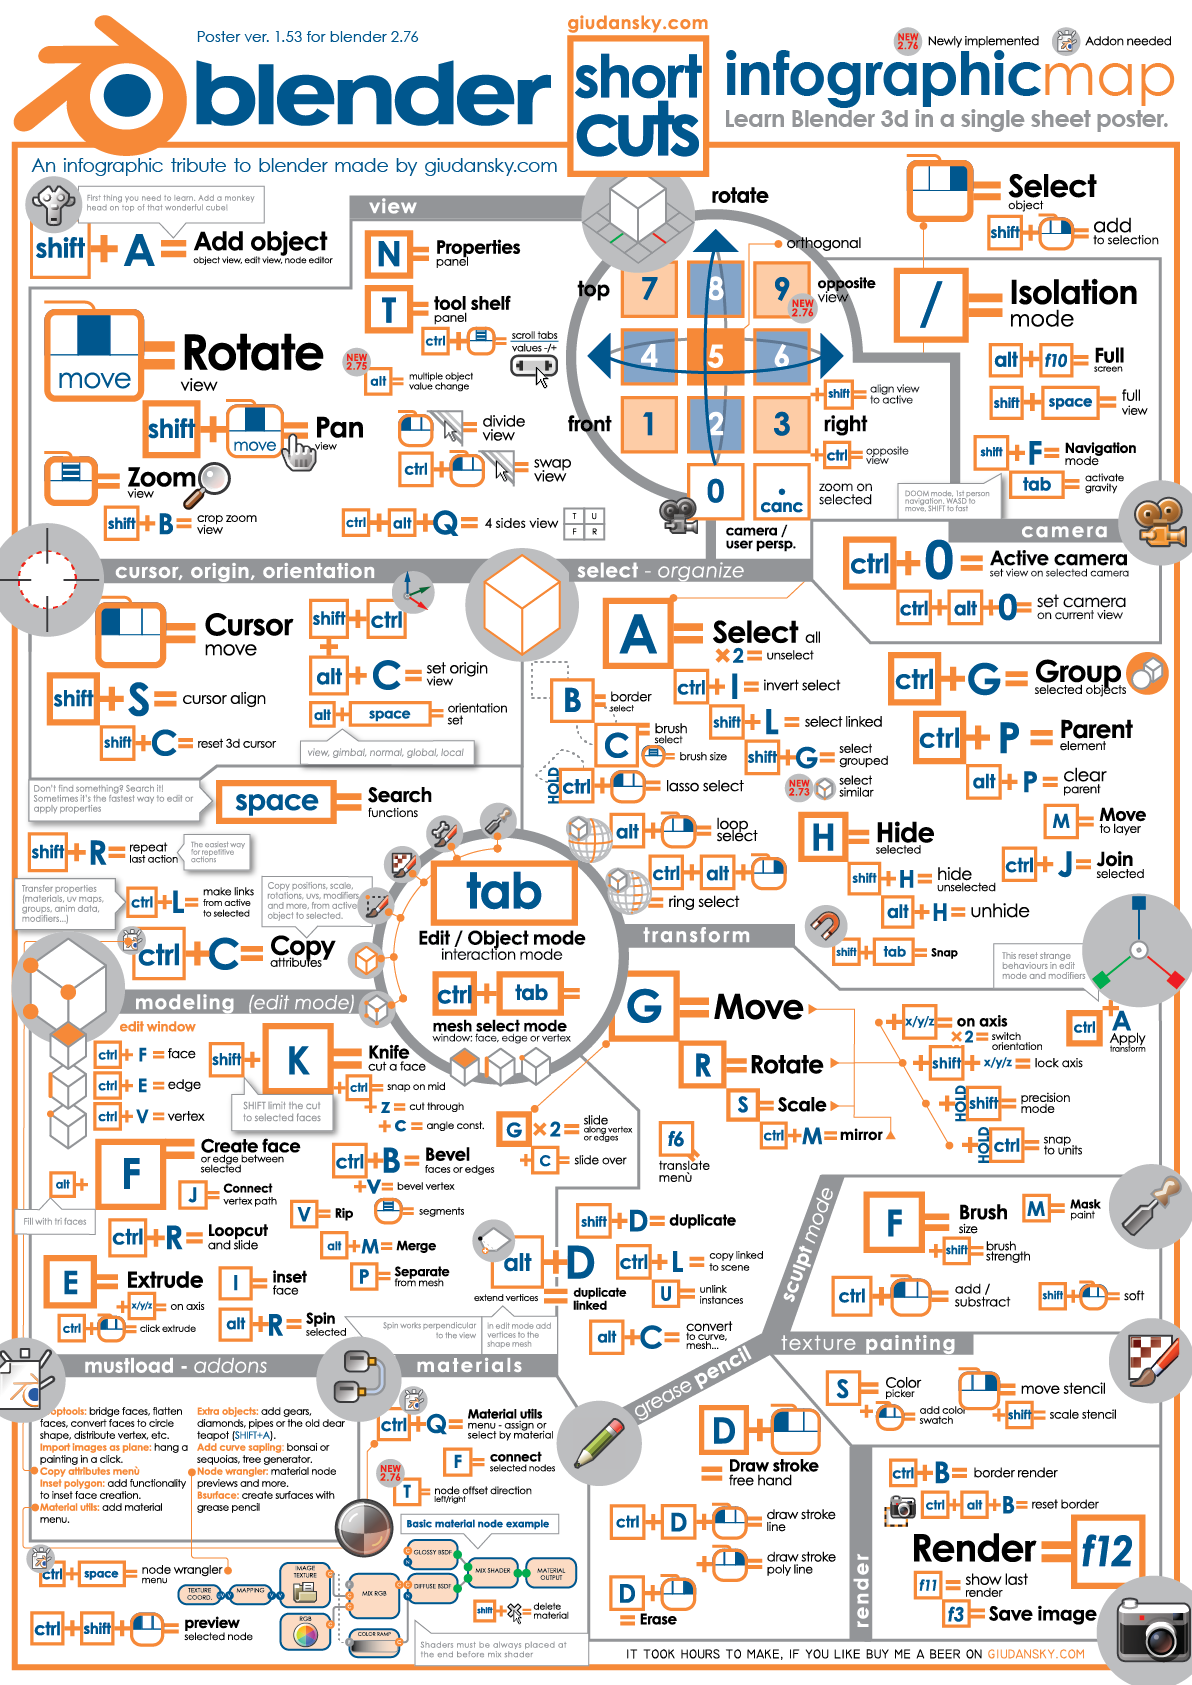 Poster ver. 1.53 for blender 2.76
giudansky.com
NEW 2.76 Newly implemented
Addon needed
blender
short
cuts
infographicmap
Learn Blender 3d in a single sheet poster.
An infographic tribute to blender made by giudansky.com
First thing you need to learn. Add a monkey
head on top of that wonderful cube!
shift + A = Add object
object view, edit view, node editor
move = Rotate
view
shift + move = Pan
view
Zoom
view
shift + B = crop zoom
view
view
N = Properties
panel
T = tool shelf
panel
ctrl + = scroll tabs
values -/+
NEW 2.75
alt = multiple object
value change
= divide
view
ctrl + = swap
view
ctrl + alt + Q = 4 sides view
T U
F R
rotate
orthogonal
top
7 8 9
opposite
view
NEW 2.76
4 5 6
+ shift = align view
to active
front
1 2 3
right
+ ctrl = opposite
view
0
. canc
zoom on
selected
camera /
user persp.
= Select
object
shift + = add
to selection
/ = Isolation
mode
alt + f10 = Full
screen
shift + space = full
view
shift + F = Navigation
mode
tab = activate
gravity
DOOM mode, 1st person
navigation, WASD to
move, SHIFT to fast
camera
ctrl + 0 = Active camera
set view on selected camera
ctrl + alt + 0 = set camera
on current view
cursor, origin, orientation
= Cursor
move
shift + S = cursor align
shift + C = reset 3d cursor
shift + ctrl
+
alt + C = set origin
view
alt + space = orientation
set
view, gimbal, normal, global, local
Don't find something? Search it!
Sometimes it's the fastest way to edit or
apply properties
space = Search
functions
shift + R = repeat
last action
The easiest way
for repetitive
actions
Transfer properties
(materials, uv maps,
groups, anim data,
modifiers...)
ctrl + L = make links
from active
to selected
Copy positions, scale,
rotations, uvs, modifiers
and more, from active
object to selected.
ctrl + C = Copy
attributes
select - organize
A = Select all
×2 = unselect
ctrl + I = invert select
B = border
select
shift + L = select linked
C = brush
select
= brush size
shift + G = select
grouped
HOLD ctrl + = lasso select
NEW 2.73 select
similar
alt + = loop
select
ctrl + alt +
= ring select
ctrl + G = Group
selected objects
ctrl + P = Parent
element
alt + P = clear
parent
M = Move
to layer
H = Hide
selected
ctrl + J = Join
selected
shift + H = hide
unselected
alt + H = unhide
tab
Edit / Object mode
interaction mode
ctrl + tab =
mesh select mode
window: face, edge or vertex
transform
shift + tab = Snap
This reset strange
behaviours in edit
mode and modifiers
ctrl + A
Apply
transform
G = Move
R = Rotate
S = Scale
ctrl + M = mirror
+ x/y/z = on axis
×2 = switch
orientation
+ shift + x/y/z = lock axis
+ HOLD shift = precision
mode
+ HOLD ctrl = snap
to units
G ×2 = slide
along vertex
or edges
+ C = slide over
f6
translate
menù
modeling (edit mode)
edit window
ctrl + F = face
ctrl + E = edge
ctrl + V = vertex
shift + K = Knife
cut a face
SHIFT limit the cut
to selected faces
+ ctrl = snap on mid
+ Z = cut through
+ C = angle const.
alt + F = Create face
or edge between
selected
Fill with tri faces
J = Connect
vertex path
ctrl + B = Bevel
faces or edges
+ V = bevel vertex
V = Rip
= segments
ctrl + R = Loopcut
and slide
alt + M = Merge
E = Extrude
+ x/y/z = on axis
ctrl + = click extrude
I = inset
face
P = Separate
from mesh
alt + R = Spin
selected
Spin works perpendicular
to the view
shift + D = duplicate
alt + D
extend vertices = duplicate
linked
in edit mode add
vertices to the
shape mesh
ctrl + L = copy linked
to scene
U = unlink
instances
alt + C = convert
to curve,
mesh...
sculpt mode
F = Brush
size
+ shift = brush
strength
M = Mask
paint
ctrl + = add /
substract
shift + = soft
texture painting
S = Color
picker
+ = add color
swatch
= move stencil
+ shift = scale stencil
mustload - addons
Looptools: bridge faces, flatten
faces, convert faces to circle
shape, distribute vertex, etc.
Import images as plane: hang a
painting in a click.
Copy attributes menù
Inset polygon: add functionality
to inset face creation.
Material utils: add material
menu.
Extra objects: add gears,
diamonds, pipes or the old dear
teapot (SHIFT+A).
Add curve sapling: bonsai or
sequoias, tree generator.
Node wrangler: material node
previews and more.
Bsurface: create surfaces with
grease pencil
materials
ctrl + Q = Material utils
menu - assign or
select by material
F = connect
selected nodes
NEW 2.76
T = node offset direction
left/right
Basic material node example
ctrl + space = node wrangler
menu
ctrl + shift + = preview
selected node
TEXTURE
COORD.
MAPPING
IMAGE
TEXTURE
RGB
MIX RGB
COLOR RAMP
GLOSSY BSDF
DIFFUSE BSDF
MIX SHADER
MATERIAL
OUTPUT
shift + = delete
material
Shaders must be always placed at
the end before mix shader
grease pencil
D +
= Draw stroke
free hand
ctrl + D + = draw stroke
line
+ = draw stroke
poly line
D +
= Erase
render
ctrl + B = border render
ctrl + alt + B = reset border
Render = f12
f11 = show last
render
f3 = Save image
IT TOOK HOURS TO MAKE, IF YOU LIKE BUY ME A BEER ON GIUDANSKY.COM